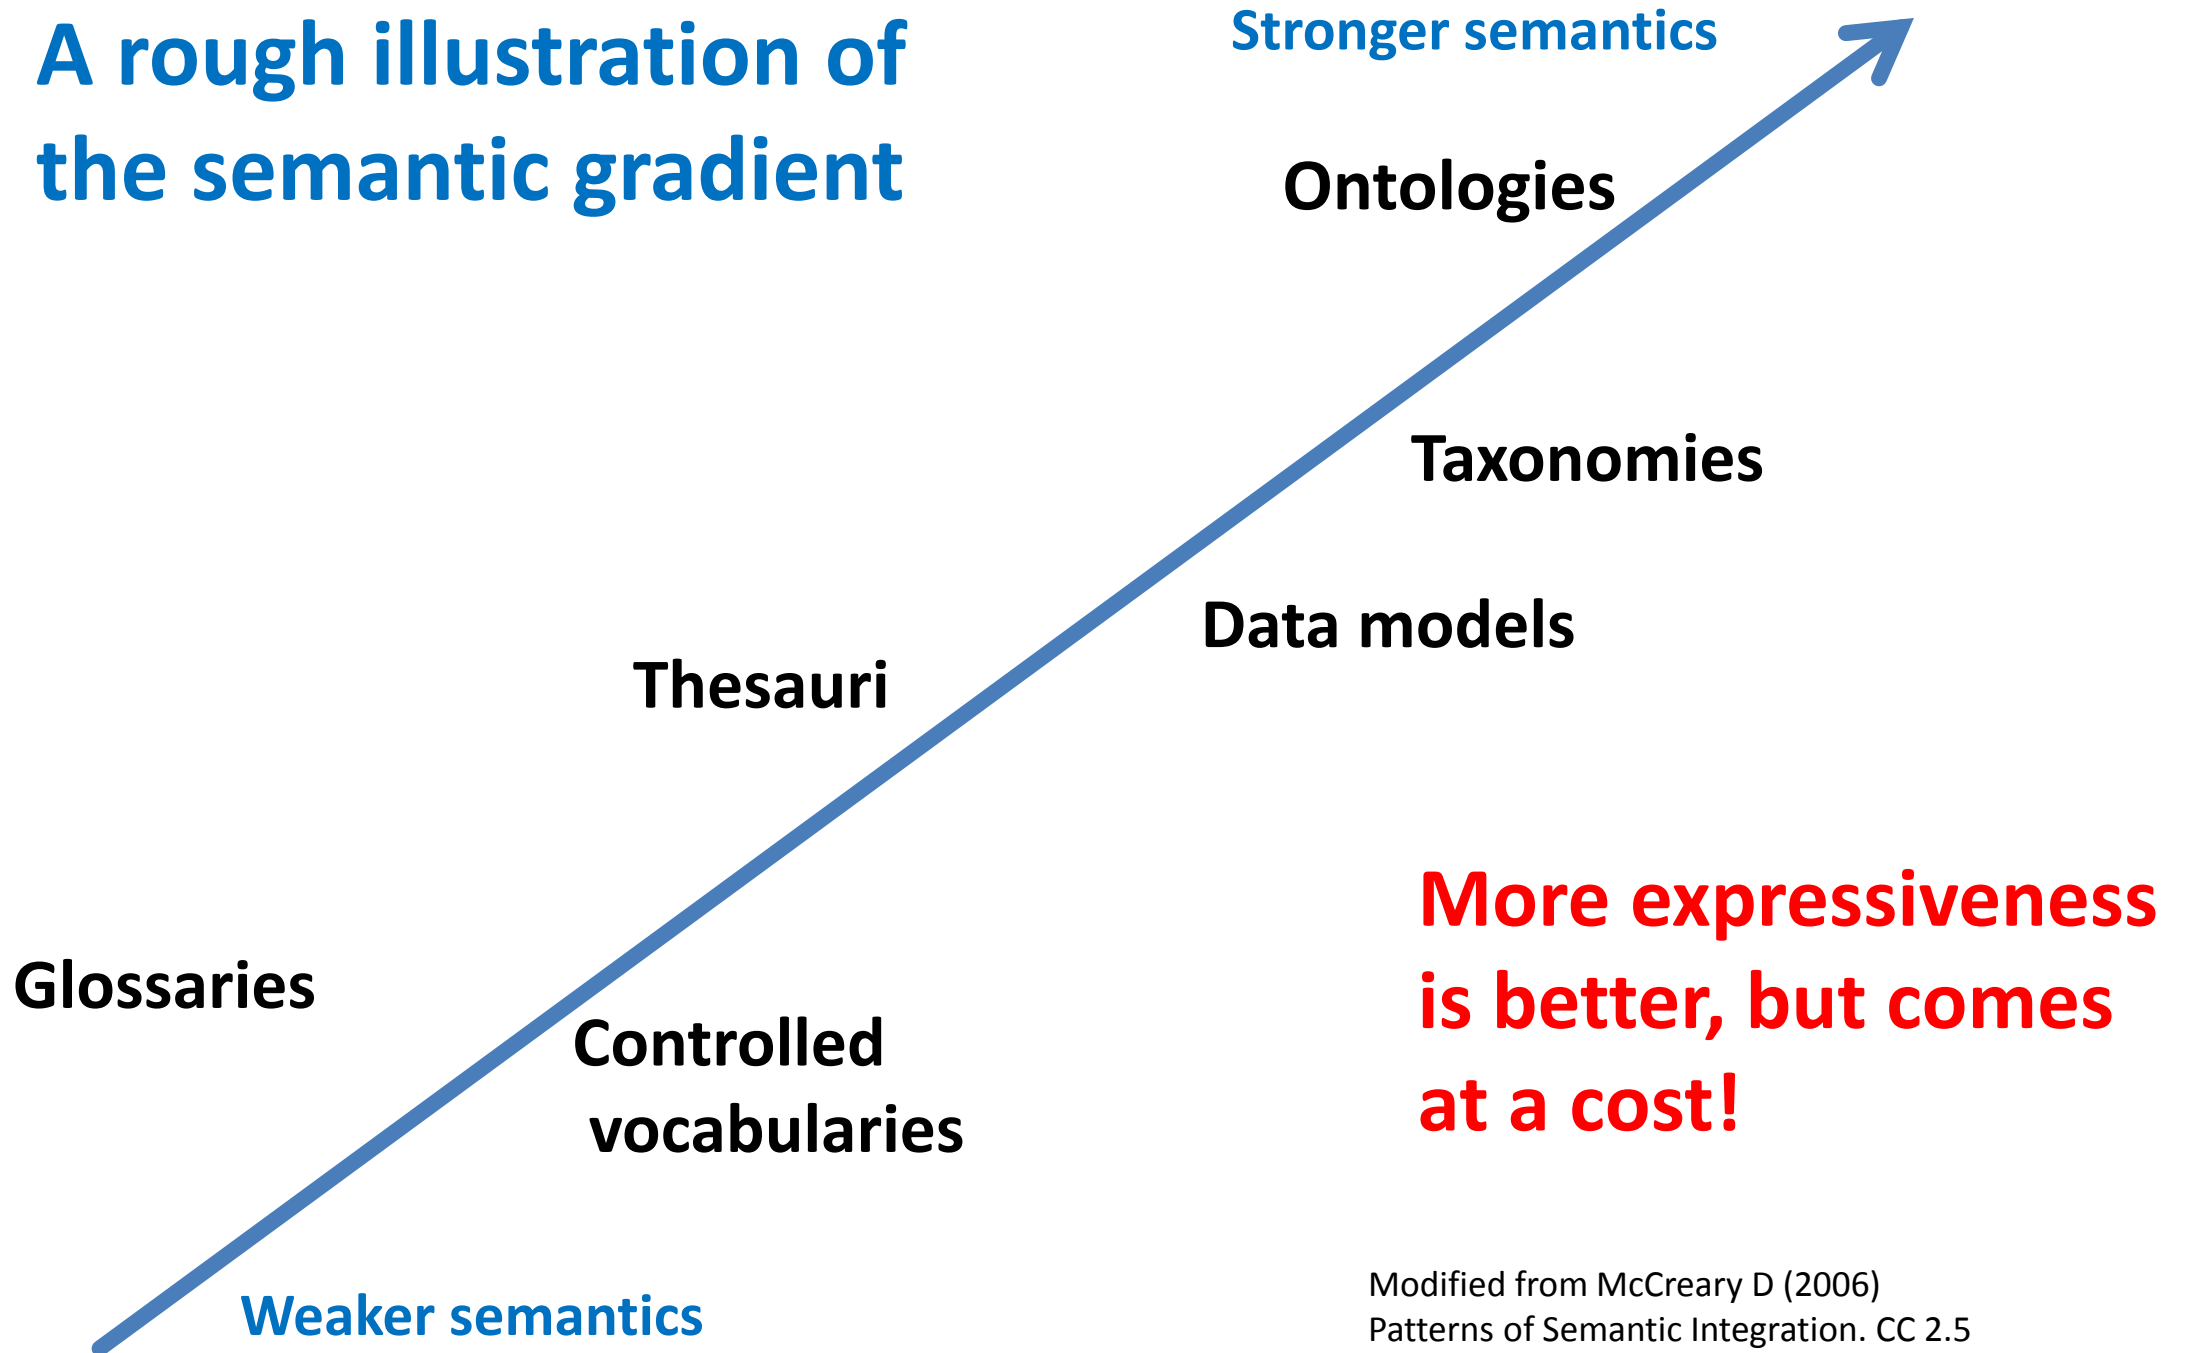 A rough illustration of
the semantic gradient
Stronger semantics
Ontologies
Taxonomies
Data models
Thesauri
Glossaries
Controlled
vocabularies
More expressiveness
is better, but comes
at a cost!
Weaker semantics
Modified from McCreary D (2006)
Patterns of Semantic Integration. CC 2.5